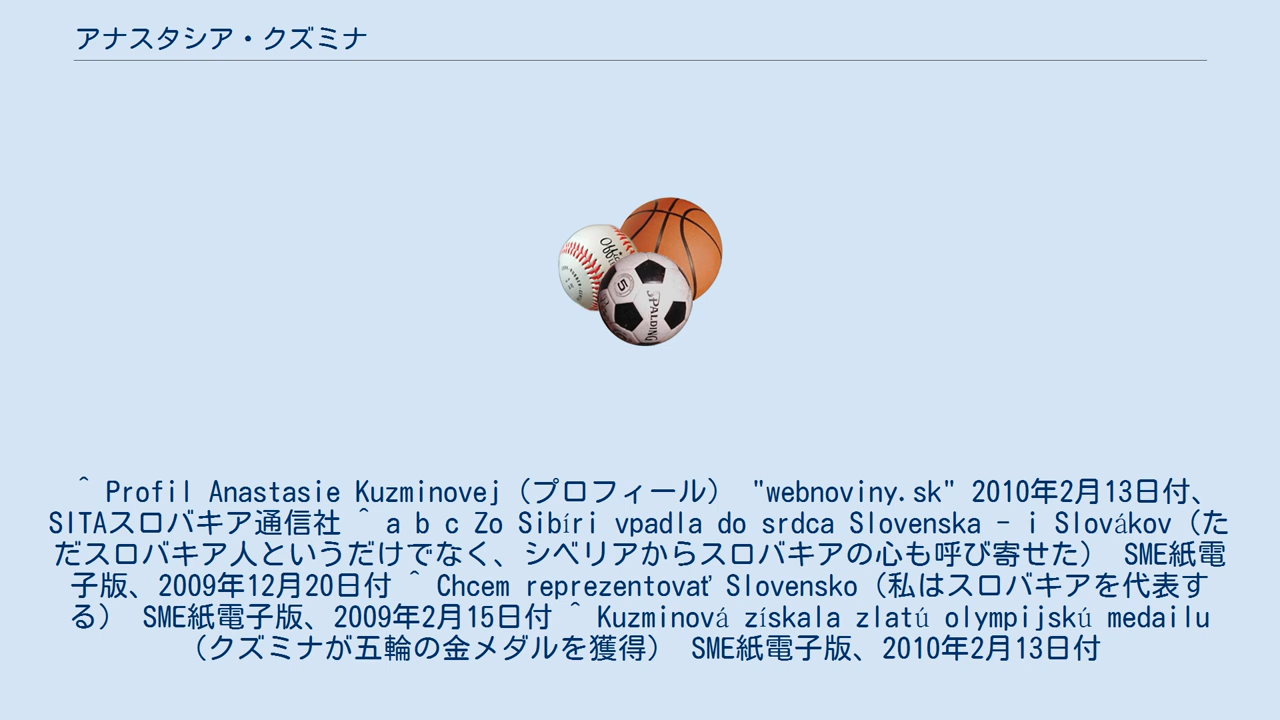 アナスタシア・クズミナ
Official
5
SPALDING
^ Profil Anastasie Kuzminovej（プロフィール） "webnoviny.sk" 2010年2月13日付、
SITAスロバキア通信社 ^ a b c Zo Sibíri vpadla do srdca Slovenska - i Slovákov（た
だスロバキア人というだけでなく、シベリアからスロバキアの心も呼び寄せた） SME紙電
子版、2009年12月20日付 ^ Chcem reprezentovať Slovensko（私はスロバキアを代表す
る） SME紙電子版、2009年2月15日付 ^ Kuzminová získala zlatú olympijskú medailu
（クズミナが五輪の金メダルを獲得） SME紙電子版、2010年2月13日付